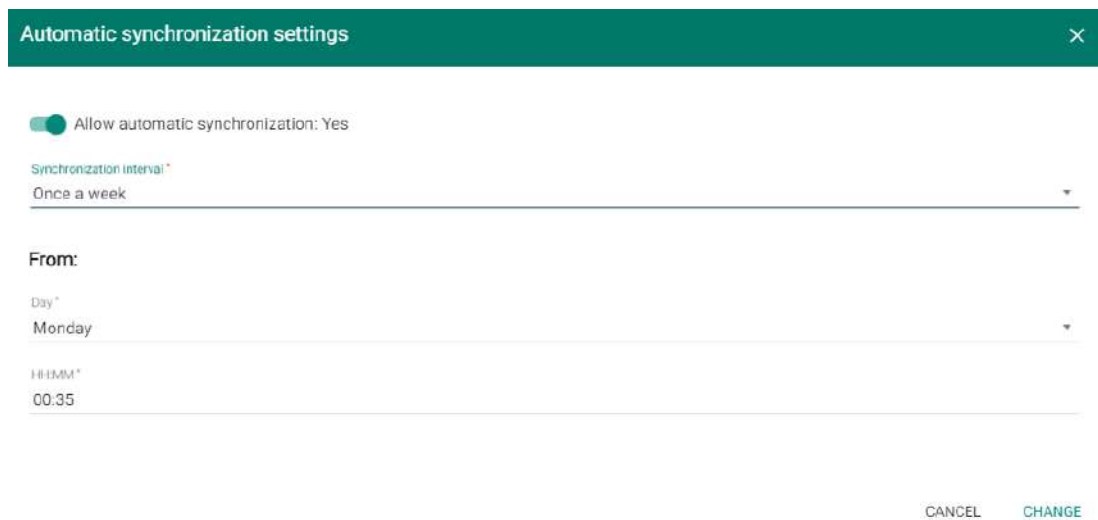 Automatic synchronization settings
Allow automatic synchronization: Yes
Synchronization interval *
Once a week
From:
Day *
Monday
HH:MM *
00:35
CANCEL CHANGE